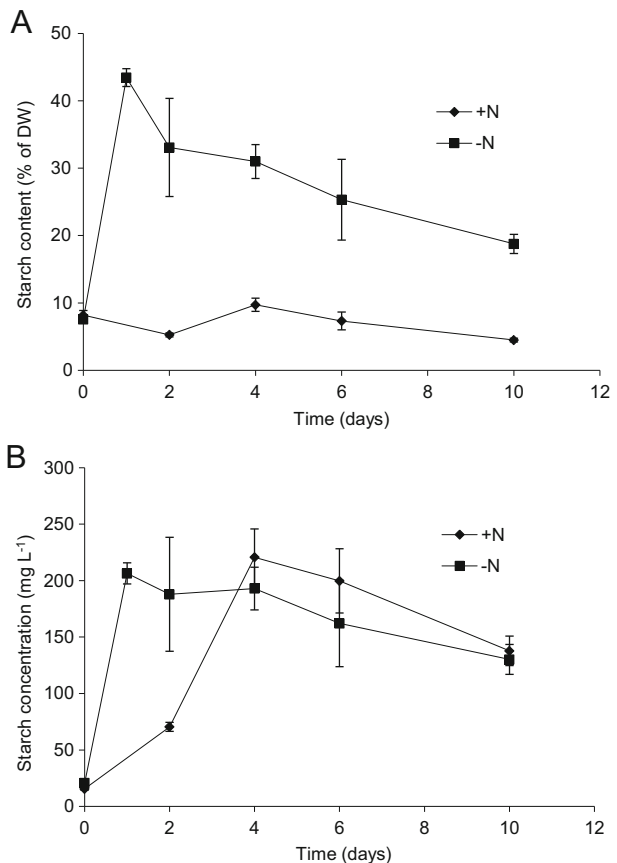 A
50
40
30
20
10
0
Starch content (% of DW)
+N
-N
0 2 4 6 8 10 12
Time (days)
B
300
250
200
150
100
50
0
Starch concentration (mg L⁻¹)
+N
-N
0 2 4 6 8 10 12
Time (days)